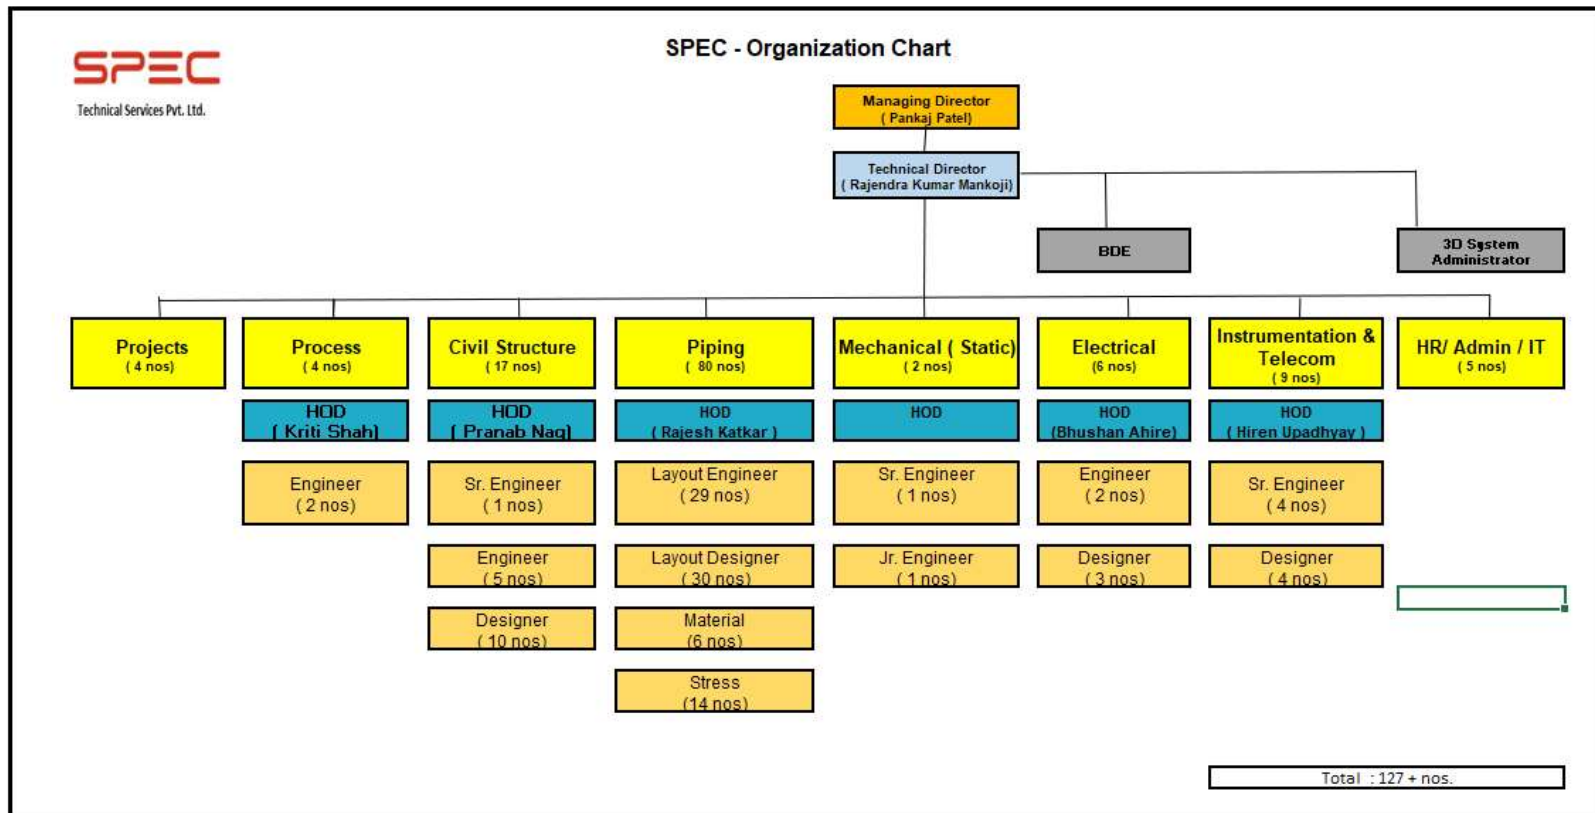 SPEC - Organization Chart
SPEC
Technical Services Pvt. Ltd.
Managing Director
( Pankaj Patel)
Technical Director
( Rajendra Kumar Mankoji)
BDE
3D System
Administrator
Projects
( 4 nos)
Process
( 4 nos)
Civil Structure
( 17 nos)
Piping
( 80 nos)
Mechanical ( Static)
( 2 nos)
Electrical
(6 nos)
Instrumentation &
Telecom
( 9 nos)
HR/ Admin / IT
( 5 nos)
HOD
( Kriti Shah)
HOD
( Pranab Nag)
HOD
( Rajesh Katkar )
HOD
HOD
(Bhushan Ahire)
HOD
( Hiren Upadhyay )
Engineer
( 2 nos)
Sr. Engineer
( 1 nos)
Layout Engineer
( 29 nos)
Sr. Engineer
( 1 nos)
Engineer
( 2 nos)
Sr. Engineer
( 4 nos)
Engineer
( 5 nos)
Layout Designer
( 30 nos)
Jr. Engineer
( 1 nos)
Designer
( 3 nos)
Designer
( 4 nos)
Designer
( 10 nos)
Material
(6 nos)
Stress
(14 nos)
Total : 127 + nos.